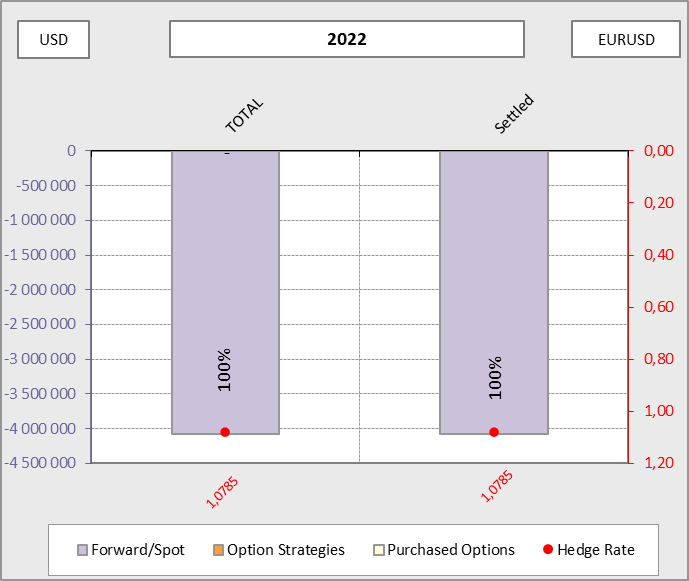 USD 2022 EURUSD
TOTAL Settled
0 0,00
-500 000 0,20
-1 000 000
-1 500 000 0,40
-2 000 000
-2 500 000 0,60
-3 000 000 0,80
-3 500 000
-4 000 000 1,00
-4 500 000 1,20
100% 100%
1,0785 1,0785
Forward/Spot Option Strategies Purchased Options Hedge Rate